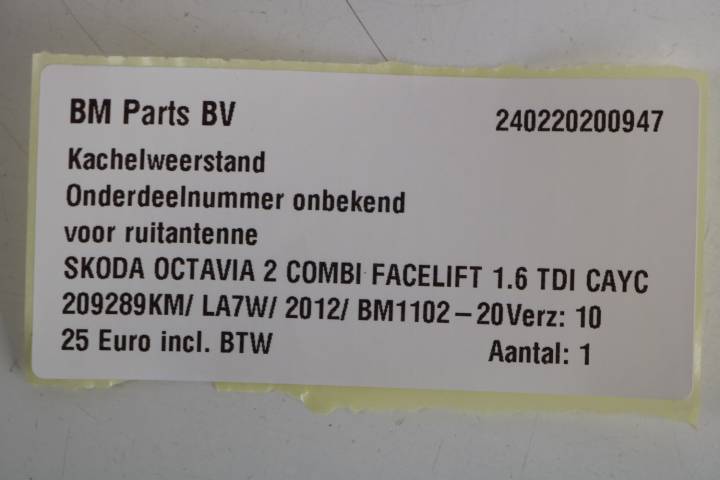 BM Parts BV 240220200947
Kachelweerstand
Onderdeelnummer onbekend
voor ruitantenne
SKODA OCTAVIA 2 COMBI FACELIFT 1.6 TDI CAYC
209289KM/ LA7W/ 2012/ BM1102-20Verz: 10
25 Euro incl. BTW Aantal: 1